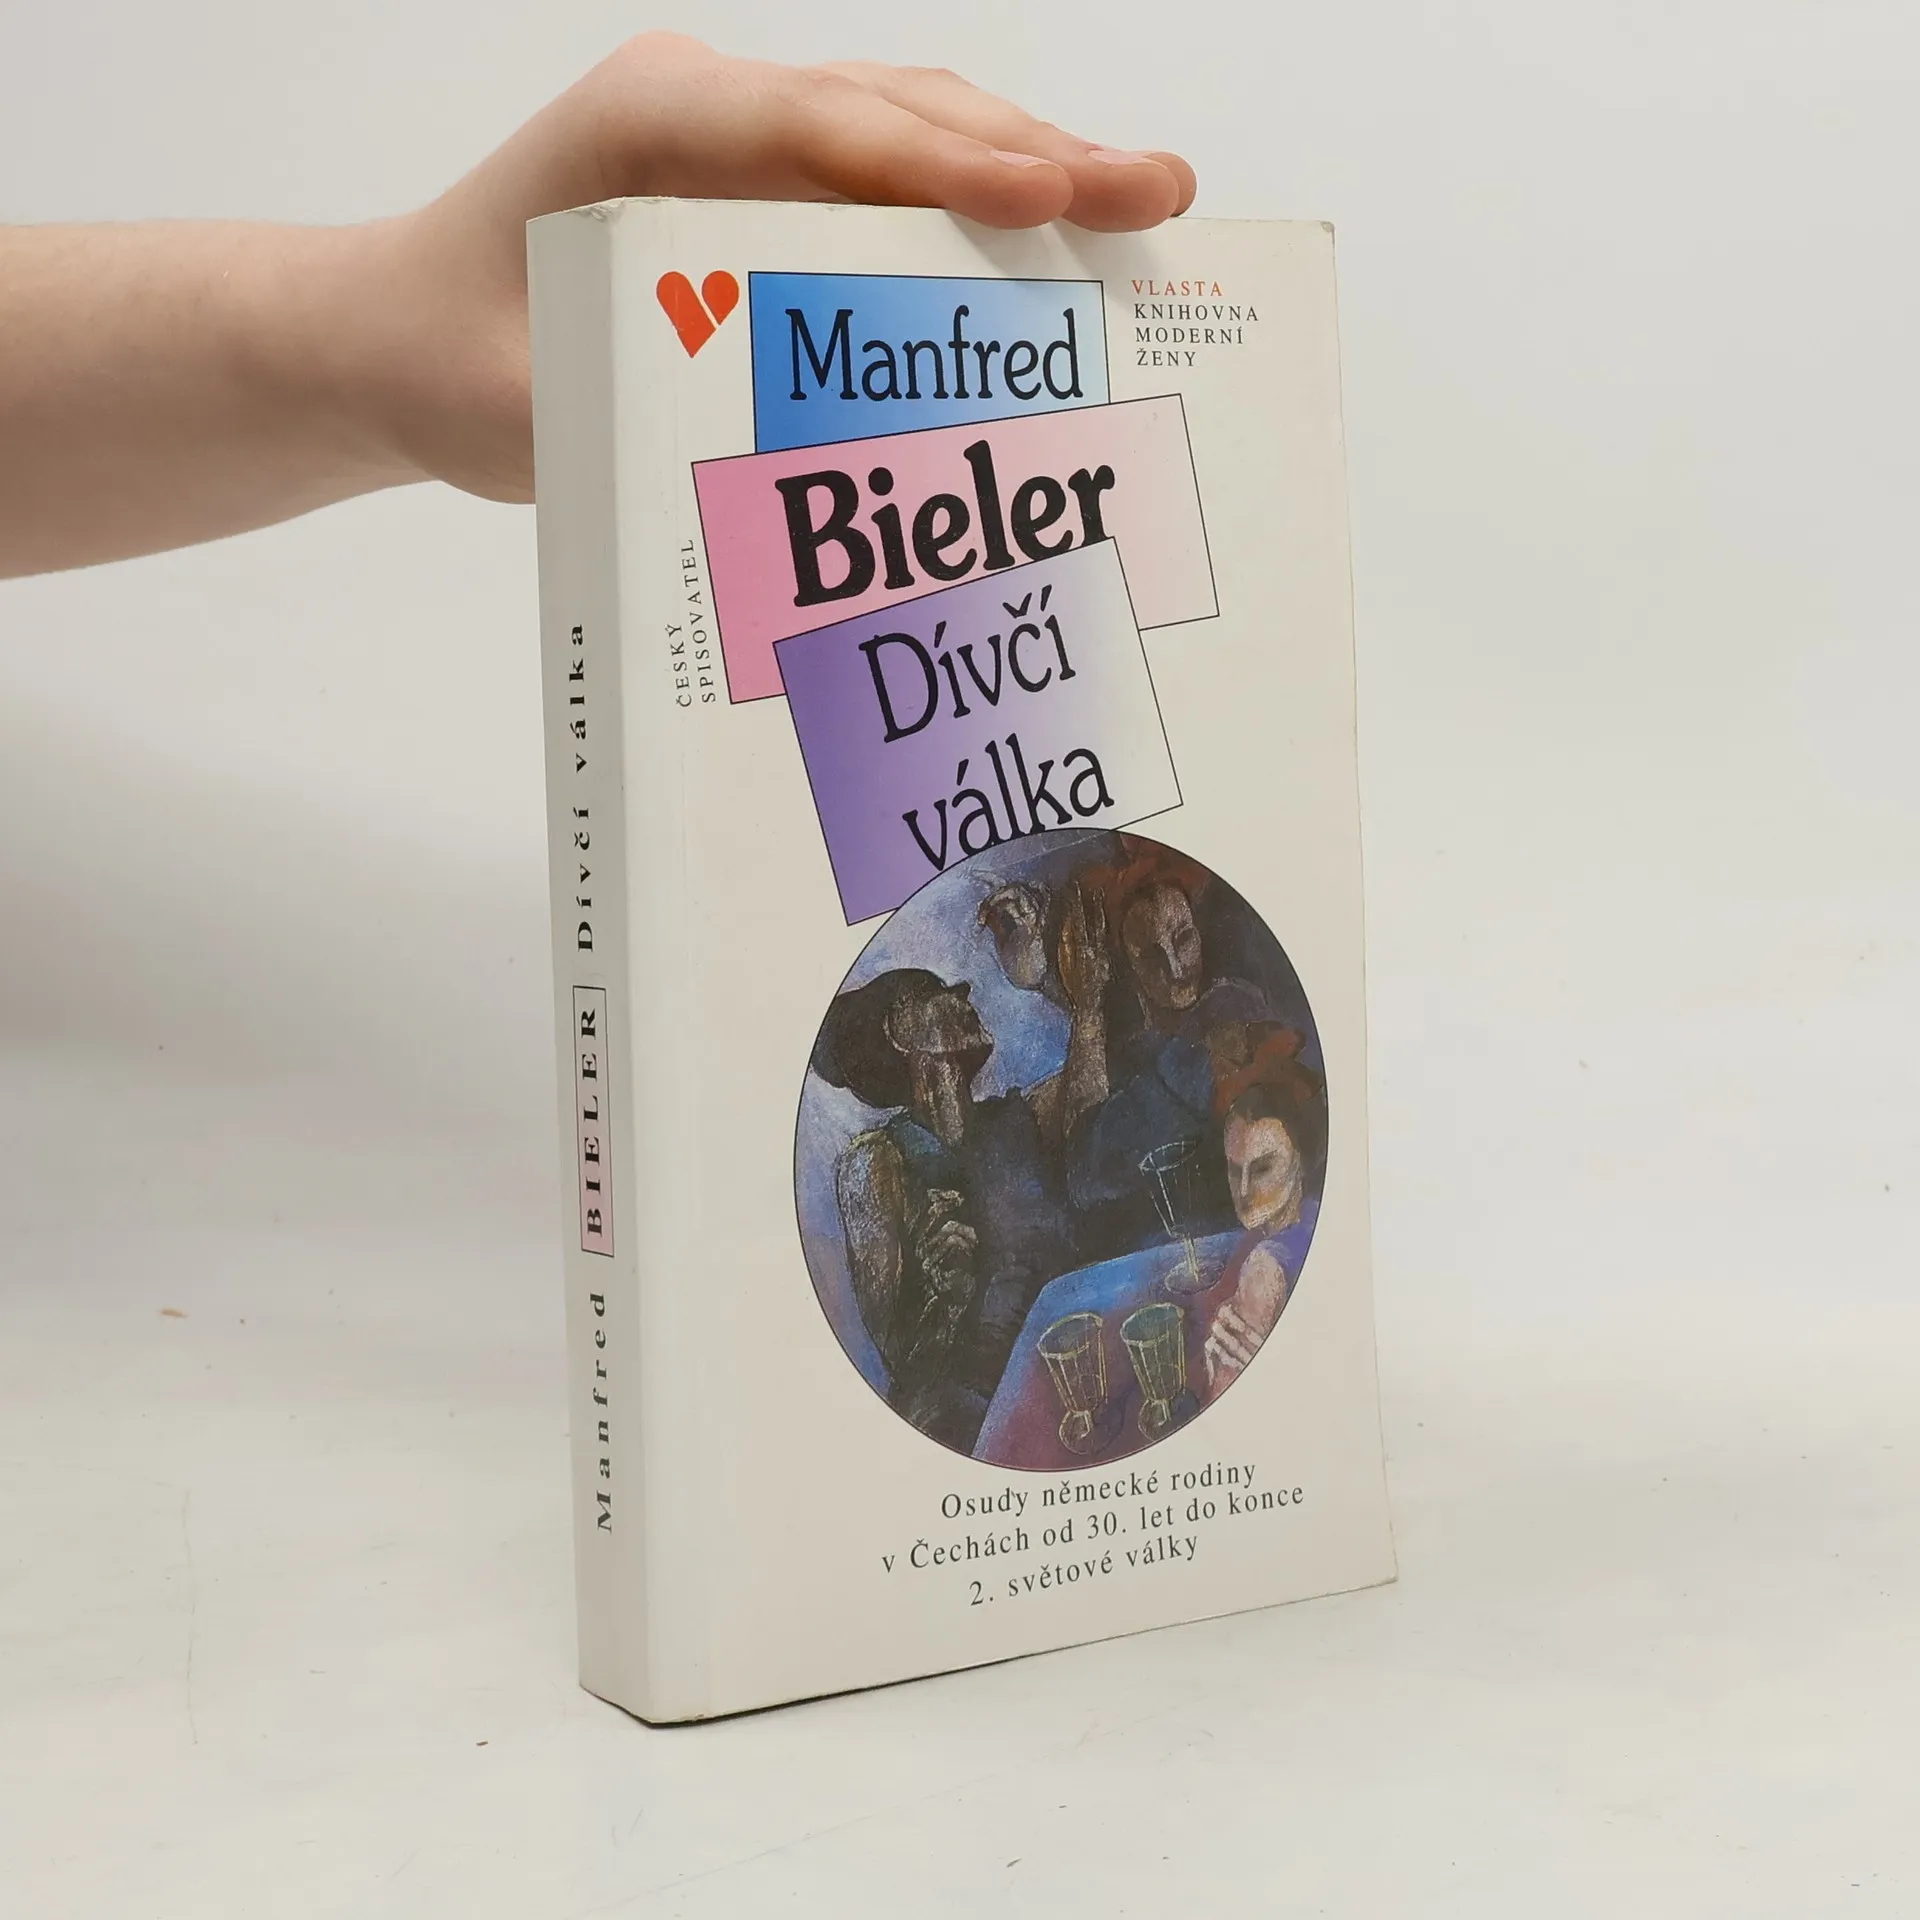 Manfred
Bieler
Dívčí
válka
VLASTA
KNIHOVNA
MODERNÍ
ŽENY
ČESKÝ
SPISOVATEL
Osudy německé rodiny
v Čechách od 30. let do konce
2. světové války
Manfred BIELER Dívčí válka